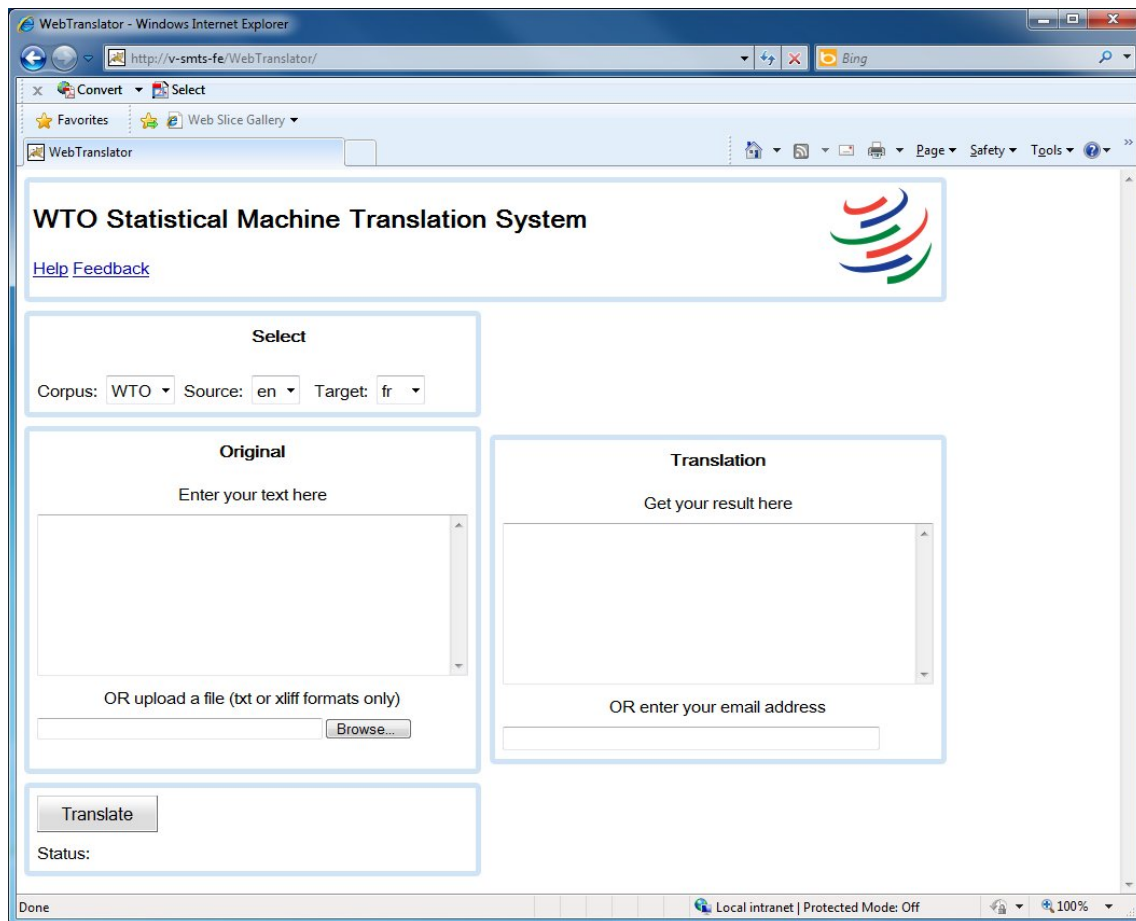 WebTranslator - Windows Internet Explorer
http://v-smts-fe/WebTranslator/
Bing
x Convert Select
Favorites Web Slice Gallery
WebTranslator
Page Safety Tools
WTO Statistical Machine Translation System
Help Feedback
Select
Corpus: WTO Source: en Target: fr
Original
Enter your text here
OR upload a file (txt or xliff formats only)
Browse...
Translation
Get your result here
OR enter your email address
Translate
Status:
Done
Local intranet | Protected Mode: Off
100%